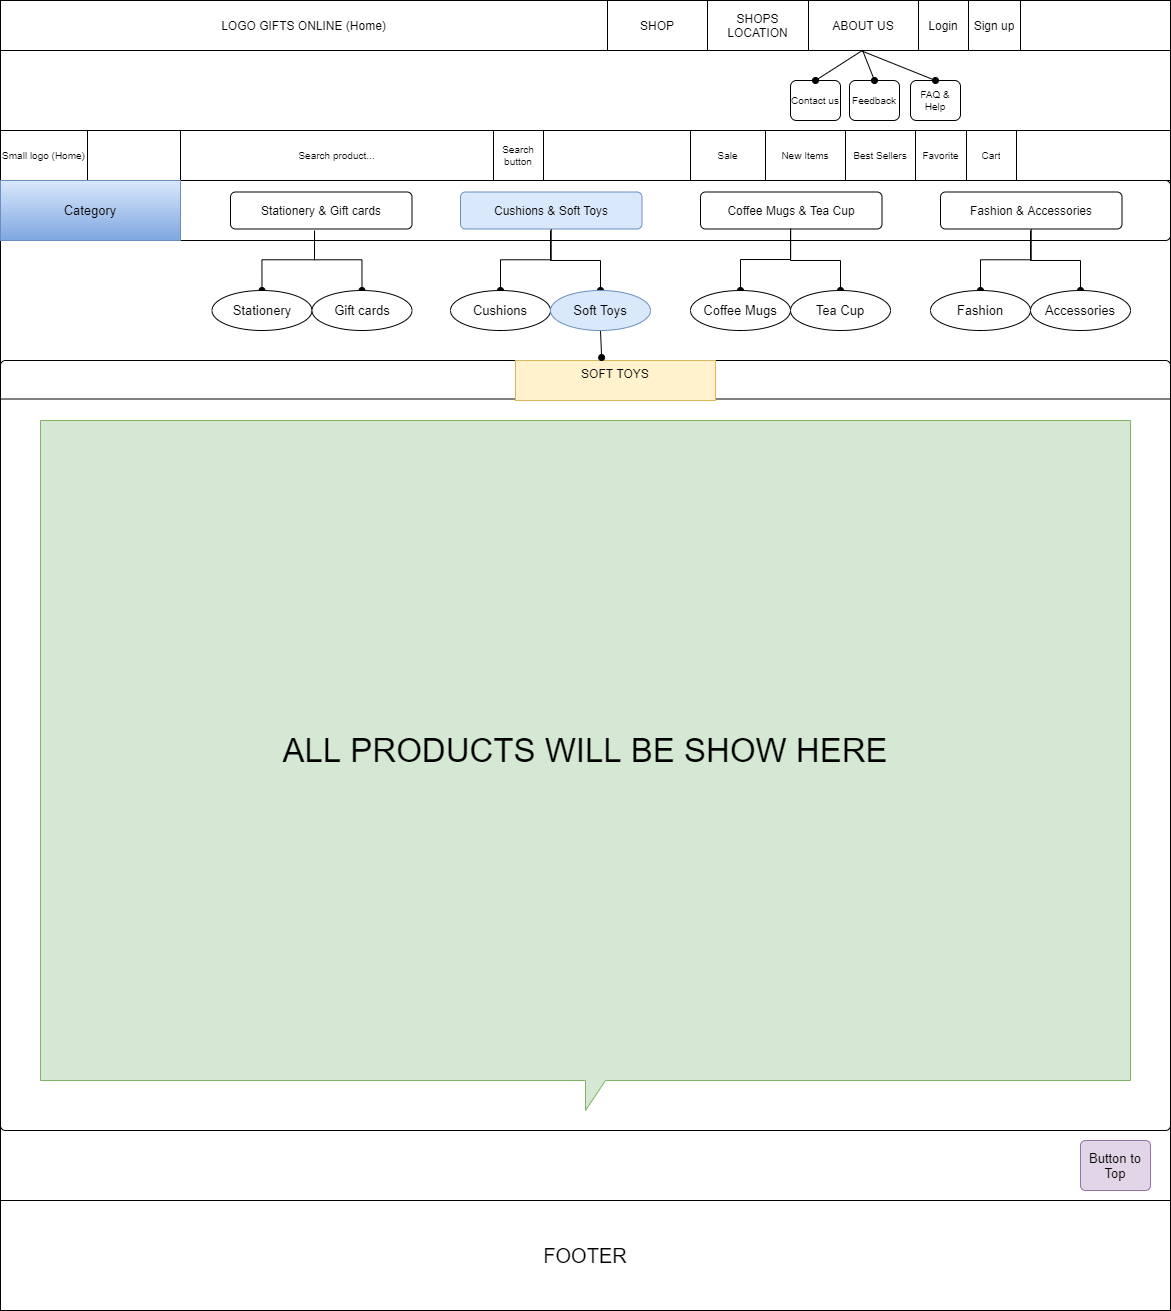 LOGO GIFTS ONLINE (Home)
SHOP
SHOPS
LOCATION
ABOUT US
Login
Sign up
Contact us
Feedback
FAQ &
Help
Small logo (Home)
Search product...
Search
button
Sale
New Items
Best Sellers
Favorite
Cart
Category
Stationery & Gift cards
Cushions & Soft Toys
Coffee Mugs & Tea Cup
Fashion & Accessories
Stationery
Gift cards
Cushions
Soft Toys
Coffee Mugs
Tea Cup
Fashion
Accessories
SOFT TOYS
ALL PRODUCTS WILL BE SHOW HERE
Button to
Top
FOOTER